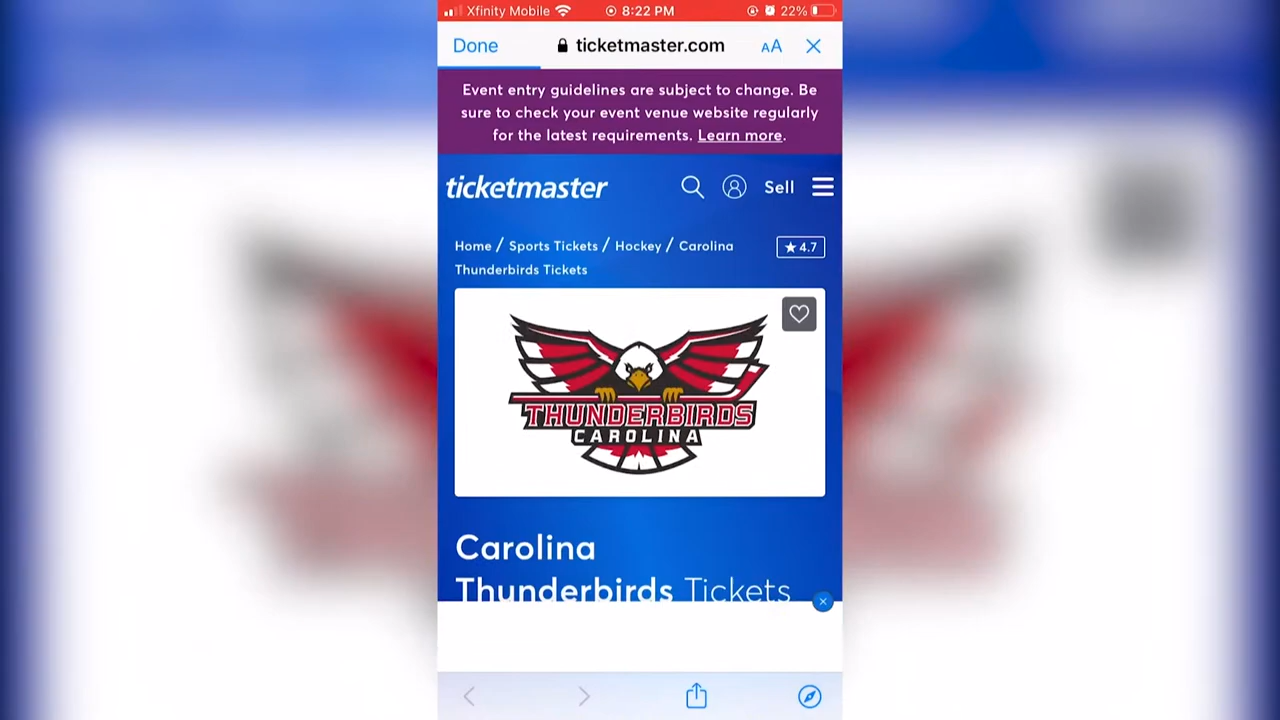 Xfinity Mobile 8:22 PM 22%
Done ticketmaster.com AA
Event entry guidelines are subject to change. Be
sure to check your event venue website regularly
for the latest requirements. Learn more.
ticketmaster Sell
Home / Sports Tickets / Hockey / Carolina
Thunderbirds Tickets
★ 4.7
THUNDERBIRDS
CAROLINA
Carolina
Thunderbirds Tickets